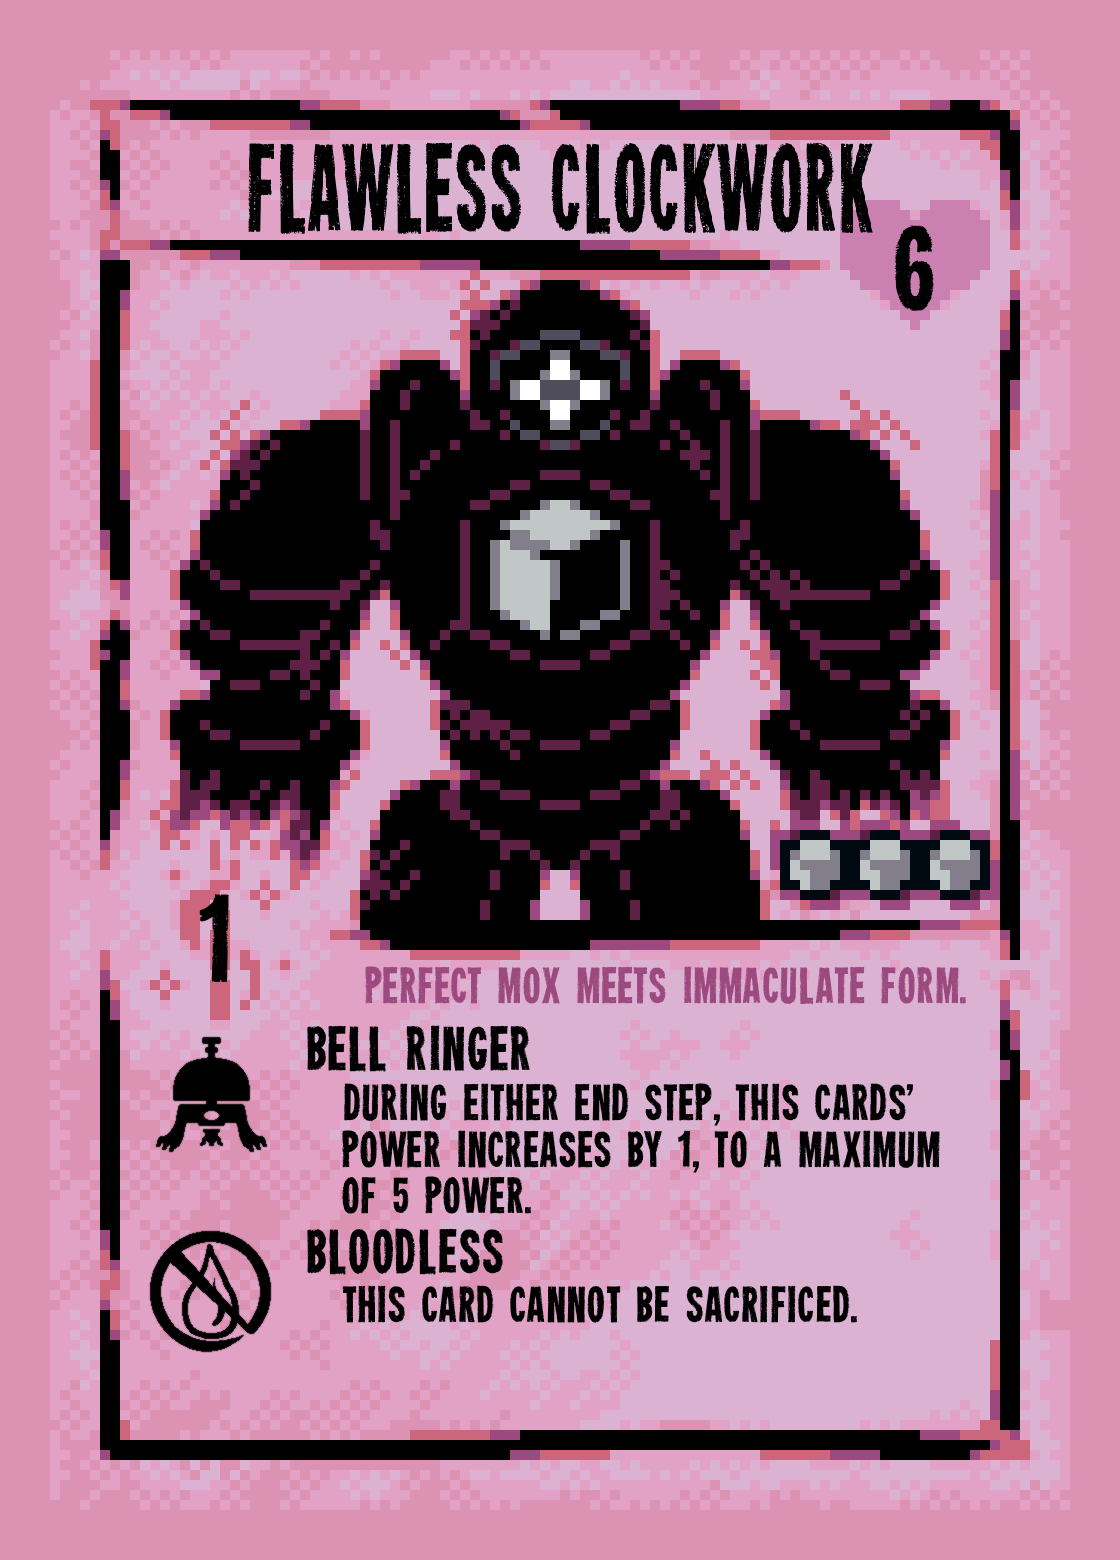 FLAWLESS CLOCKWORK
6
1
PERFECT MOX MEETS IMMACULATE FORM.
BELL RINGER
DURING EITHER END STEP, THIS CARDS'
POWER INCREASES BY 1, TO A MAXIMUM
OF 5 POWER.
BLOODLESS
THIS CARD CANNOT BE SACRIFICED.